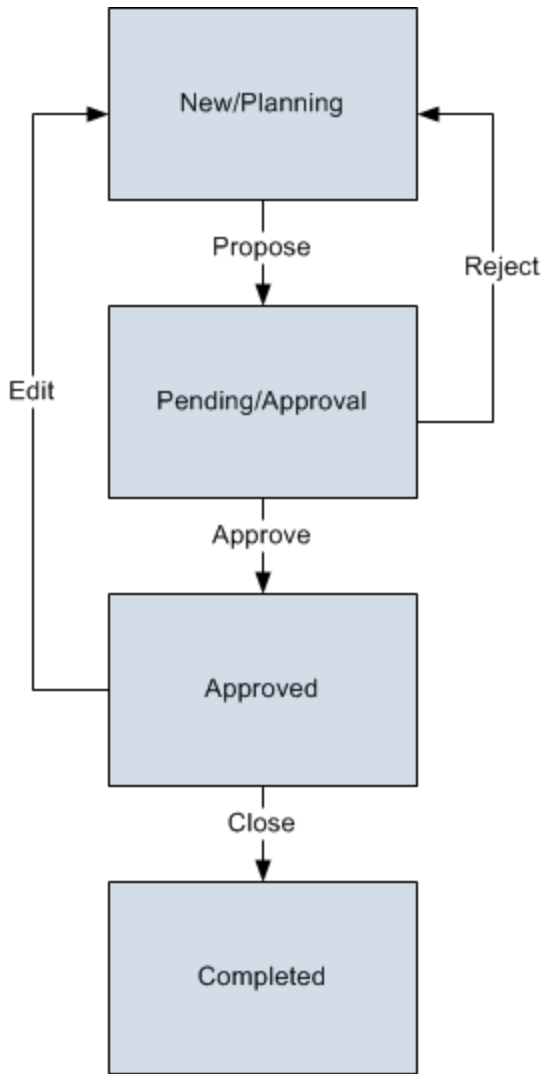 New/Planning
Propose
Reject
Edit
Pending/Approval
Approve
Approved
Close
Completed